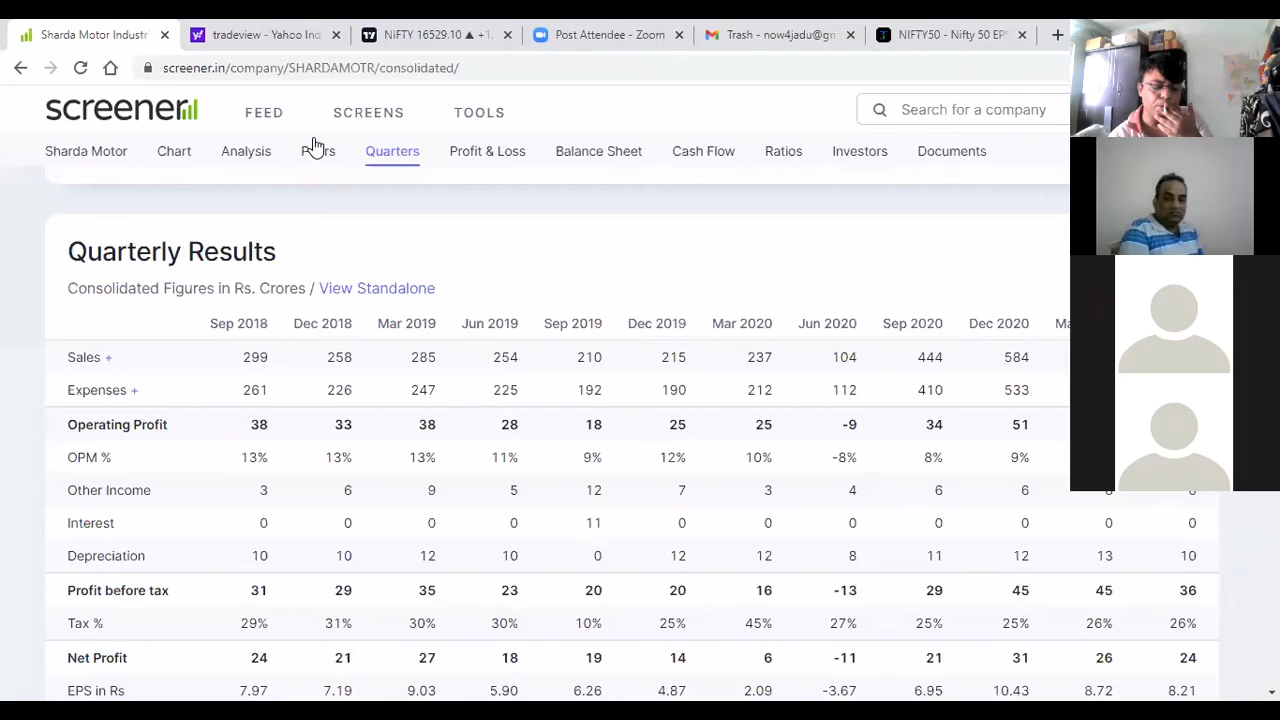 Sharda Motor Industr
tradeview - Yahoo Ind
NIFTY 16529.10 ▲ +1.
Post Attendee - Zoom
Trash - now4jadu@gm
NIFTY50 - Nifty 50 EP
screener.in/company/SHARDAMOTR/consolidated/
screener FEED SCREENS TOOLS Search for a company
Sharda Motor Chart Analysis Quarters Profit & Loss Balance Sheet Cash Flow Ratios Investors Documents
Quarterly Results
Consolidated Figures in Rs. Crores / View Standalone
Sep 2018 Dec 2018 Mar 2019 Jun 2019 Sep 2019 Dec 2019 Mar 2020 Jun 2020 Sep 2020 Dec 2020
Sales + 299 258 285 254 210 215 237 104 444 584
Expenses + 261 226 247 225 192 190 212 112 410 533
Operating Profit 38 33 38 28 18 25 25 -9 34 51
OPM % 13% 13% 13% 11% 9% 12% 10% -8% 8% 9%
Other Income 3 6 9 5 12 7 3 4 6 6
Interest 0 0 0 0 11 0 0 0 0 0 0 0
Depreciation 10 10 12 10 0 12 12 8 11 12 13 10
Profit before tax 31 29 35 23 20 20 16 -13 29 45 45 36
Tax % 29% 31% 30% 30% 10% 25% 45% 27% 25% 25% 26% 26%
Net Profit 24 21 27 18 19 14 6 -11 21 31 26 24
EPS in Rs 7.97 7.19 9.03 5.90 6.26 4.87 2.09 -3.67 6.95 10.43 8.72 8.21